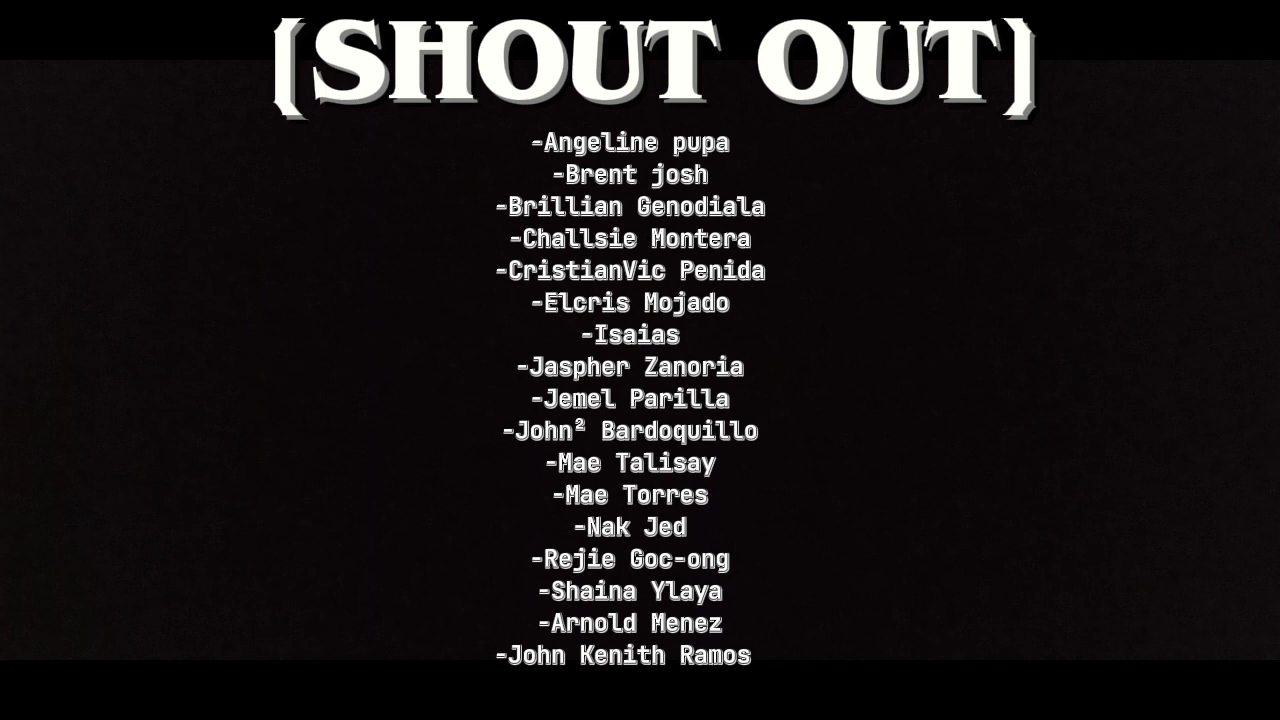 (SHOUT OUT)
-Angeline pupa
-Brent josh
-Brillian Genodiala
-Challsie Montera
-CristianVic Penida
-Elcris Mojado
-Isaias
-Jaspher Zanoria
-Jemel Parilla
-John² Bardoquillo
-Mae Talisay
-Mae Torres
-Nak Jed
-Rejie Goc-ong
-Shaina Ylaya
-Arnold Menez
-John Kenith Ramos